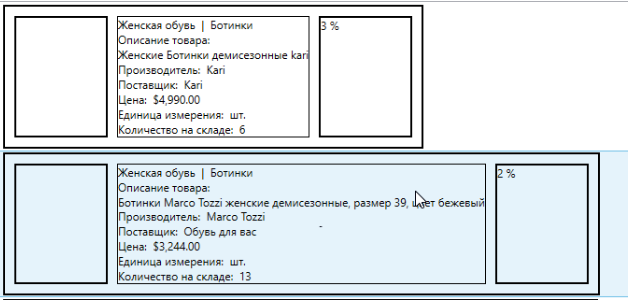 Женская обувь | Ботинки
Описание товара:
Женские Ботинки демисезонные kari
Производитель: Kari
Поставщик: Kari
Цена: $4,990.00
Единица измерения: шт.
Количество на складе: 6
3 %
Женская обувь | Ботинки
Описание товара:
Ботинки Marco Tozzi женские демисезонные, размер 39, цвет бежевый
Производитель: Marco Tozzi
Поставщик: Обувь для вас
Цена: $3,244.00
Единица измерения: шт.
Количество на складе: 13
2 %